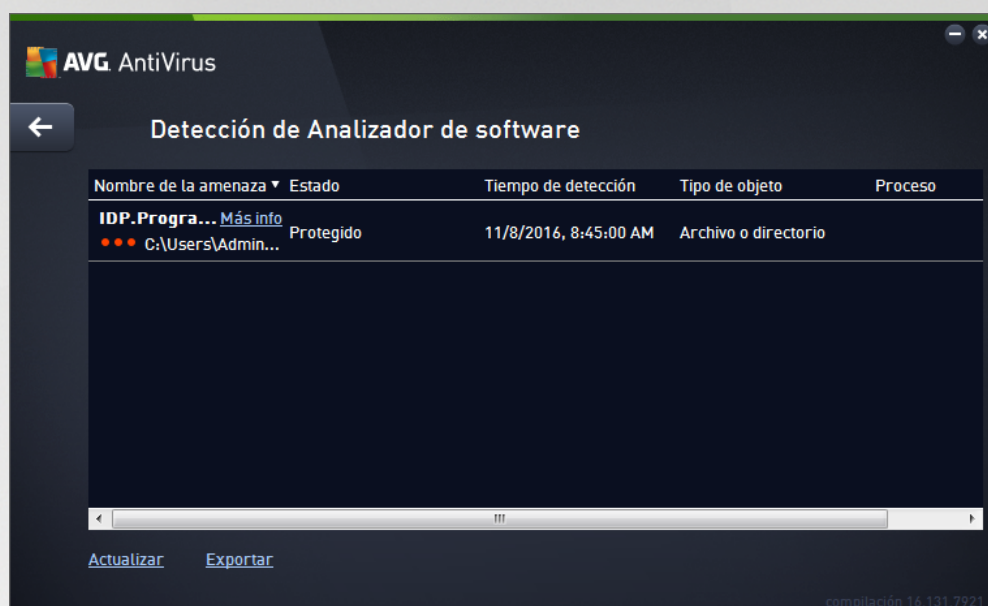 AVG. AntiVirus
Detección de Analizador de software
Nombre de la amenaza Estado Tiempo de detección Tipo de objeto Proceso
IDP.Progra... Más info
Protegido 11/8/2016, 8:45:00 AM Archivo o directorio
C:\Users\Admin...
Actualizar Exportar
compilación 16.131.7921